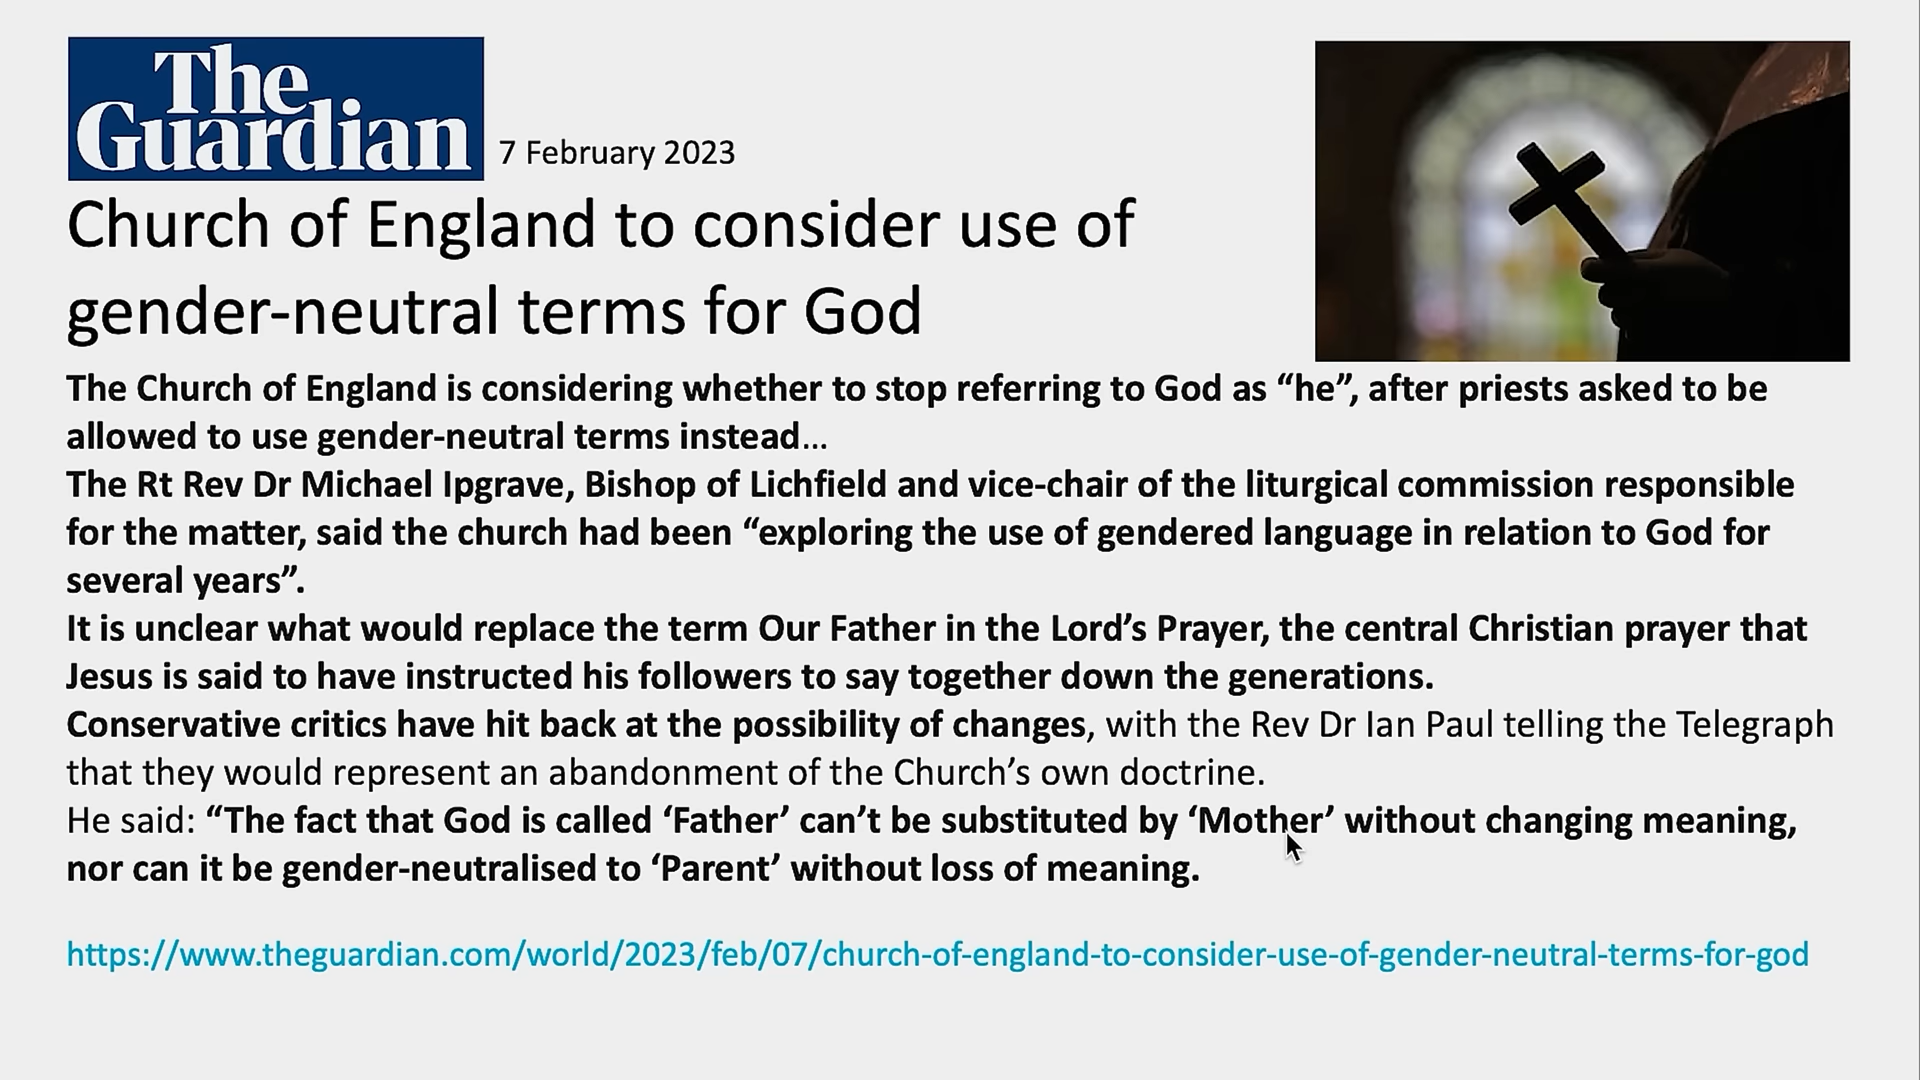 The
Guardian
7 February 2023
Church of England to consider use of
gender-neutral terms for God
The Church of England is considering whether to stop referring to God as “he”, after priests asked to be
allowed to use gender-neutral terms instead…
The Rt Rev Dr Michael Ipgrave, Bishop of Lichfield and vice-chair of the liturgical commission responsible
for the matter, said the church had been “exploring the use of gendered language in relation to God for
several years”.
It is unclear what would replace the term Our Father in the Lord’s Prayer, the central Christian prayer that
Jesus is said to have instructed his followers to say together down the generations.
Conservative critics have hit back at the possibility of changes, with the Rev Dr Ian Paul telling the Telegraph
that they would represent an abandonment of the Church’s own doctrine.
He said: “The fact that God is called ‘Father’ can’t be substituted by ‘Mother’ without changing meaning,
nor can it be gender-neutralised to ‘Parent’ without loss of meaning.
https://www.theguardian.com/world/2023/feb/07/church-of-england-to-consider-use-of-gender-neutral-terms-for-god